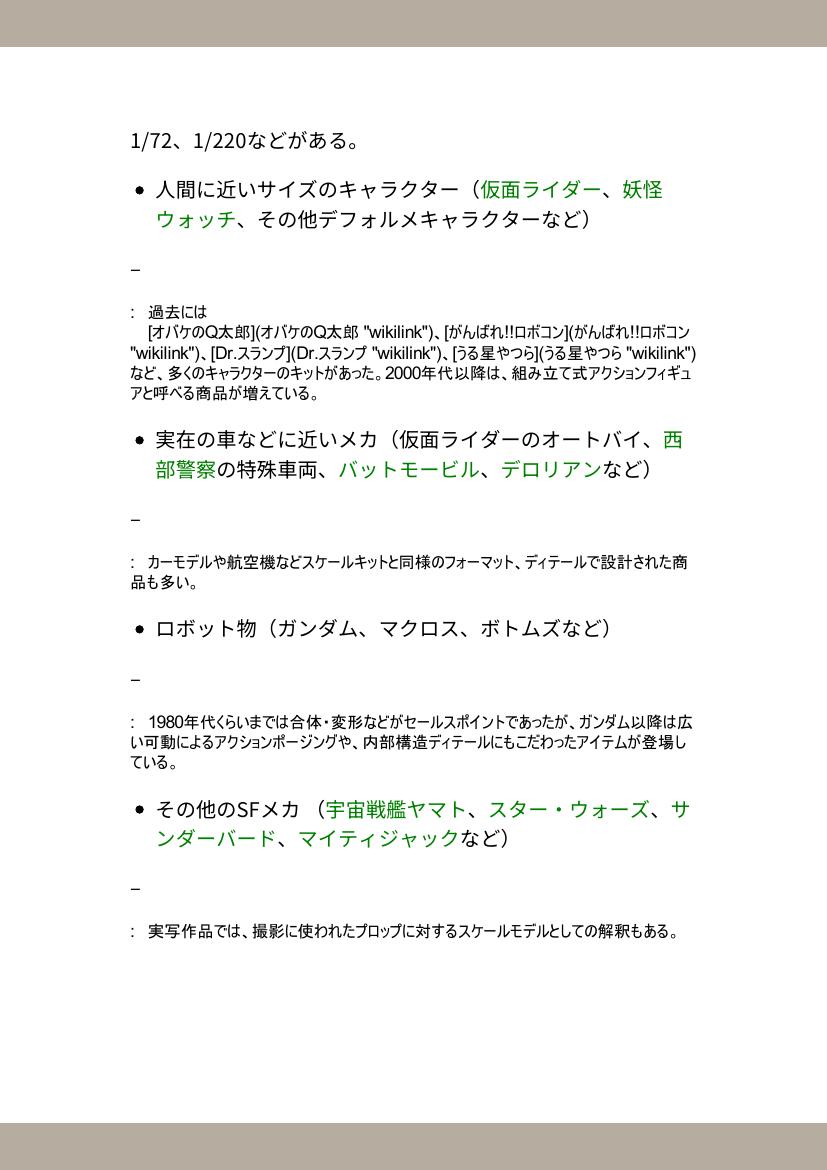 1/72、1/220などがある。
• 人間に近いサイズのキャラクター（仮面ライダー、妖怪
ウォッチ、その他デフォルメキャラクターなど）
–
:　過去には
[オバケのQ太郎](オバケのQ太郎 "wikilink")、[がんばれ!!ロボコン](がんばれ!!ロボコン
"wikilink")、[Dr.スランプ](Dr.スランプ "wikilink")、[うる星やつら](うる星やつら "wikilink")
など、多くのキャラクターのキットがあった。2000年代以降は、組み立て式アクションフィギュ
アと呼べる商品が増えている。
• 実在の車などに近いメカ（仮面ライダーのオートバイ、西
部警察の特殊車両、バットモービル、デロリアンなど）
–
:　カーモデルや航空機などスケールキットと同様のフォーマット、ディテールで設計された商
品も多い。
• ロボット物（ガンダム、マクロス、ボトムズなど）
–
:　1980年代くらいまでは合体・変形などがセールスポイントであったが、ガンダム以降は広
い可動によるアクションポージングや、内部構造ディテールにもこだわったアイテムが登場し
ている。
• その他のSFメカ （宇宙戦艦ヤマト、スター・ウォーズ、サ
ンダーバード、マイティジャックなど）
–
:　実写作品では、撮影に使われたプロップに対するスケールモデルとしての解釈もある。